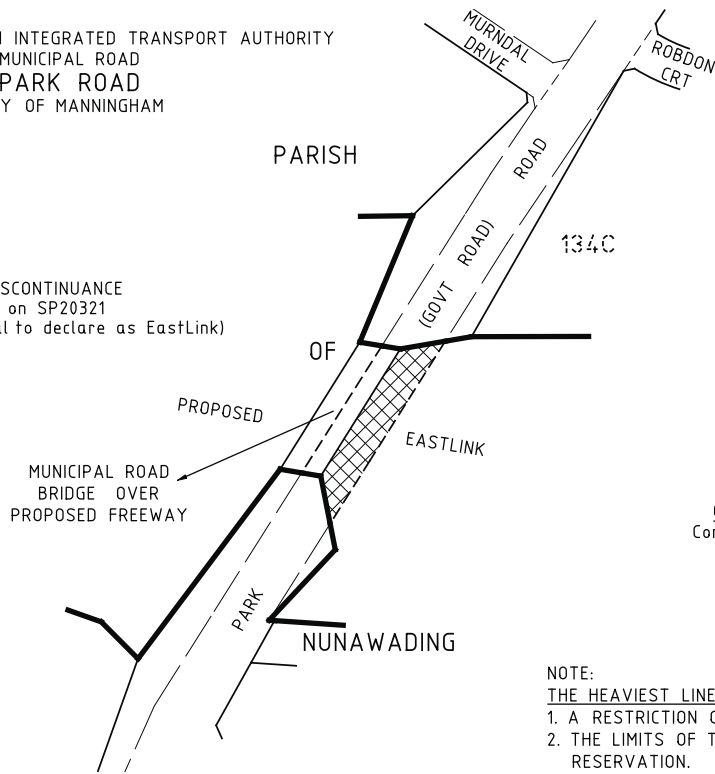 INTEGRATED TRANSPORT AUTHORITY
MUNICIPAL ROAD
PARK ROAD
OF MANNINGHAM
MURNDAL
DRIVE
ROBDON
CRT
PARISH
ROAD
(GOVT ROAD)
134C
on SP20321
to declare as EastLink)
OF
PROPOSED
EASTLINK
MUNICIPAL ROAD
BRIDGE OVER
PROPOSED FREEWAY
PARK
NUNAWADING
NOTE:
THE HEAVIEST LINE
1. A RESTRICTION
2. THE LIMITS OF
RESERVATION.